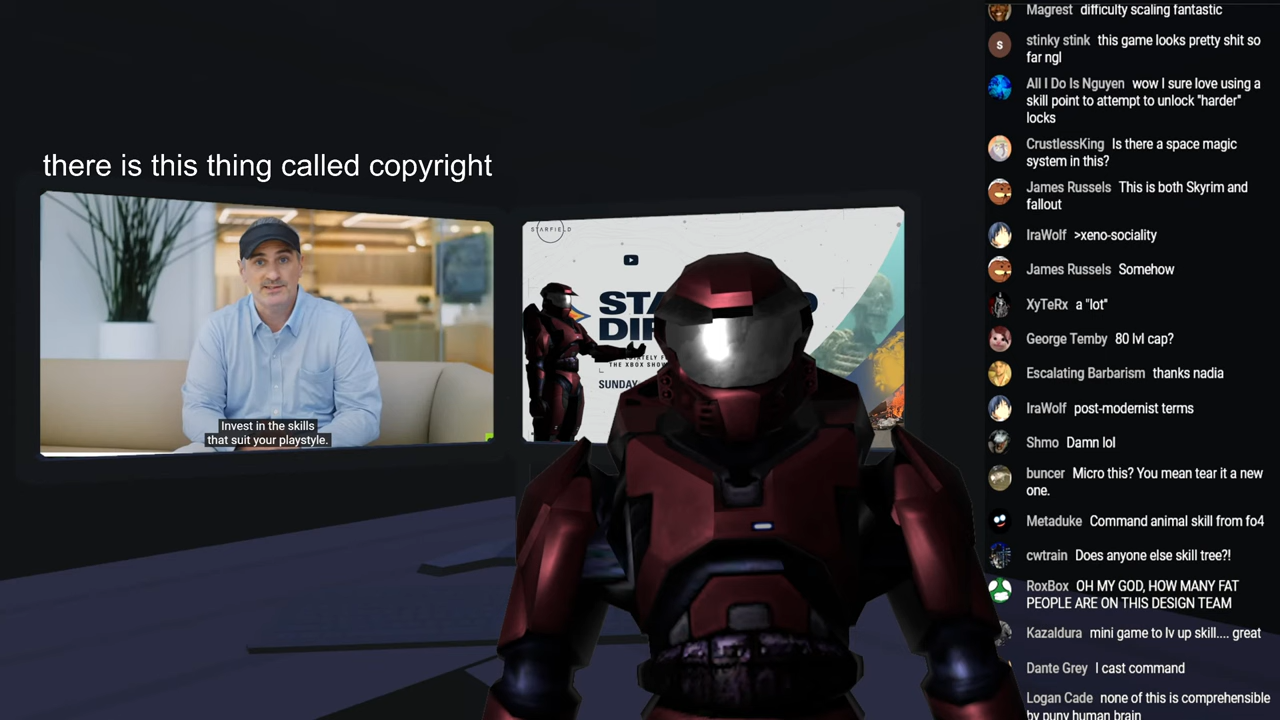 there is this thing called copyright
Invest in the skills
that suit your playstyle.
STARFIELD
SUNDAY
Magrest difficulty scaling fantastic
stinky stink this game looks pretty shit so
far ngl
All I Do Is Nguyen wow I sure love using a
skill point to attempt to unlock "harder"
locks
CrustlessKing Is there a space magic
system in this?
James Russels This is both Skyrim and
fallout
IraWolf >xeno-sociality
James Russels Somehow
XyTeRx a "lot"
George Temby 80 lvl cap?
Escalating Barbarism thanks nadia
IraWolf post-modernist terms
Shmo Damn lol
buncer Micro this? You mean tear it a new
one.
Metaduke Command animal skill from fo4
cwtrain Does anyone else skill tree?!
RoxBox OH MY GOD, HOW MANY FAT
PEOPLE ARE ON THIS DESIGN TEAM
Kazaldura mini game to lv up skill.... great
Dante Grey I cast command
Logan Cade none of this is comprehensible
by puny human brain